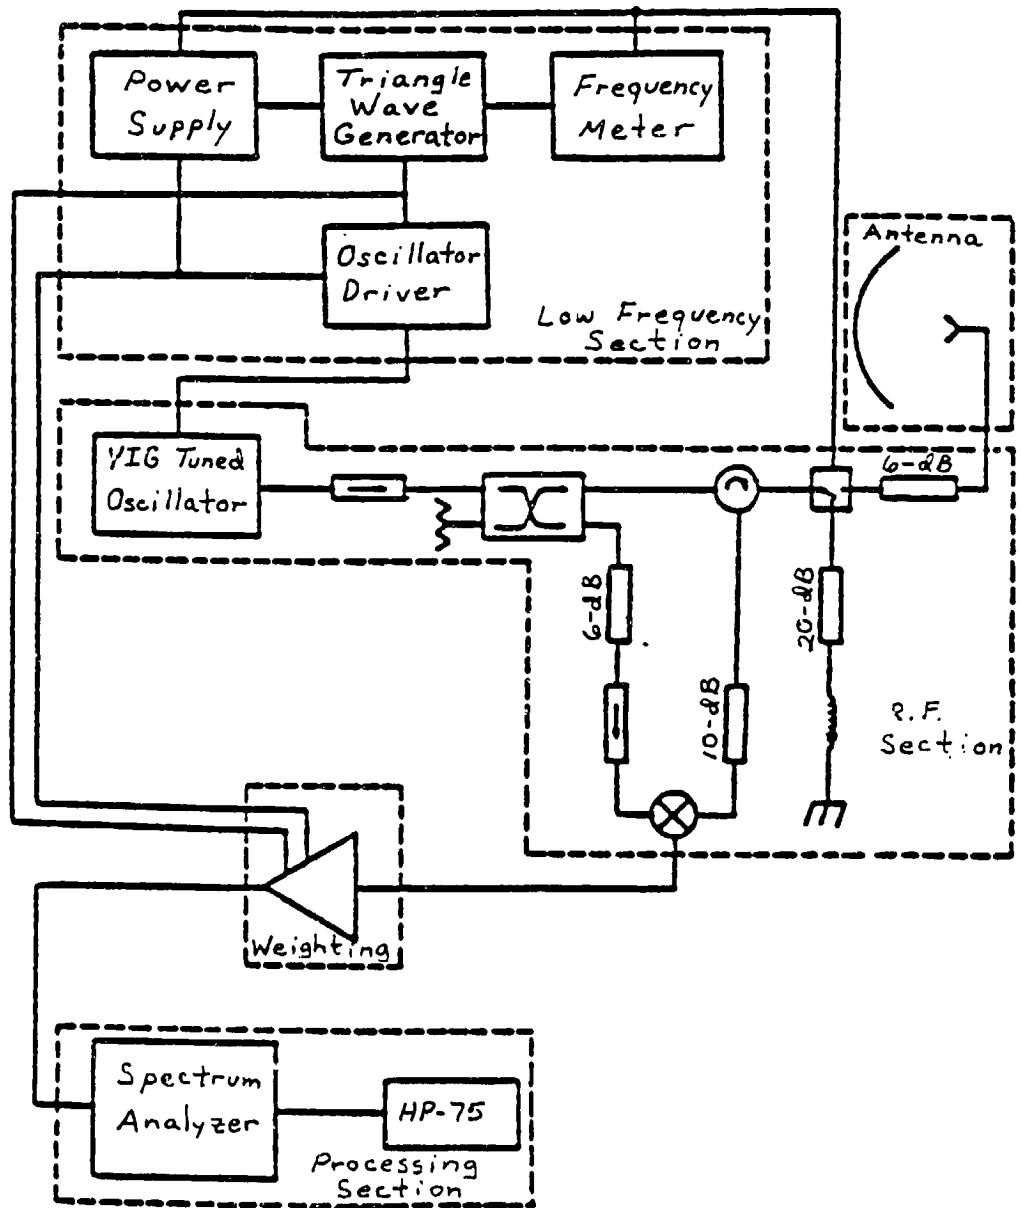 Power
Supply
Triangle
Wave
Generator
Frequency
Meter
Oscillator
Driver
Low Frequency
Section
Antenna
YIG Tuned
Oscillator
6-dB
6-dB
20-dB
10-dB
R.F.
Section
Weighting
Spectrum
Analyzer
HP-75
Processing
Section